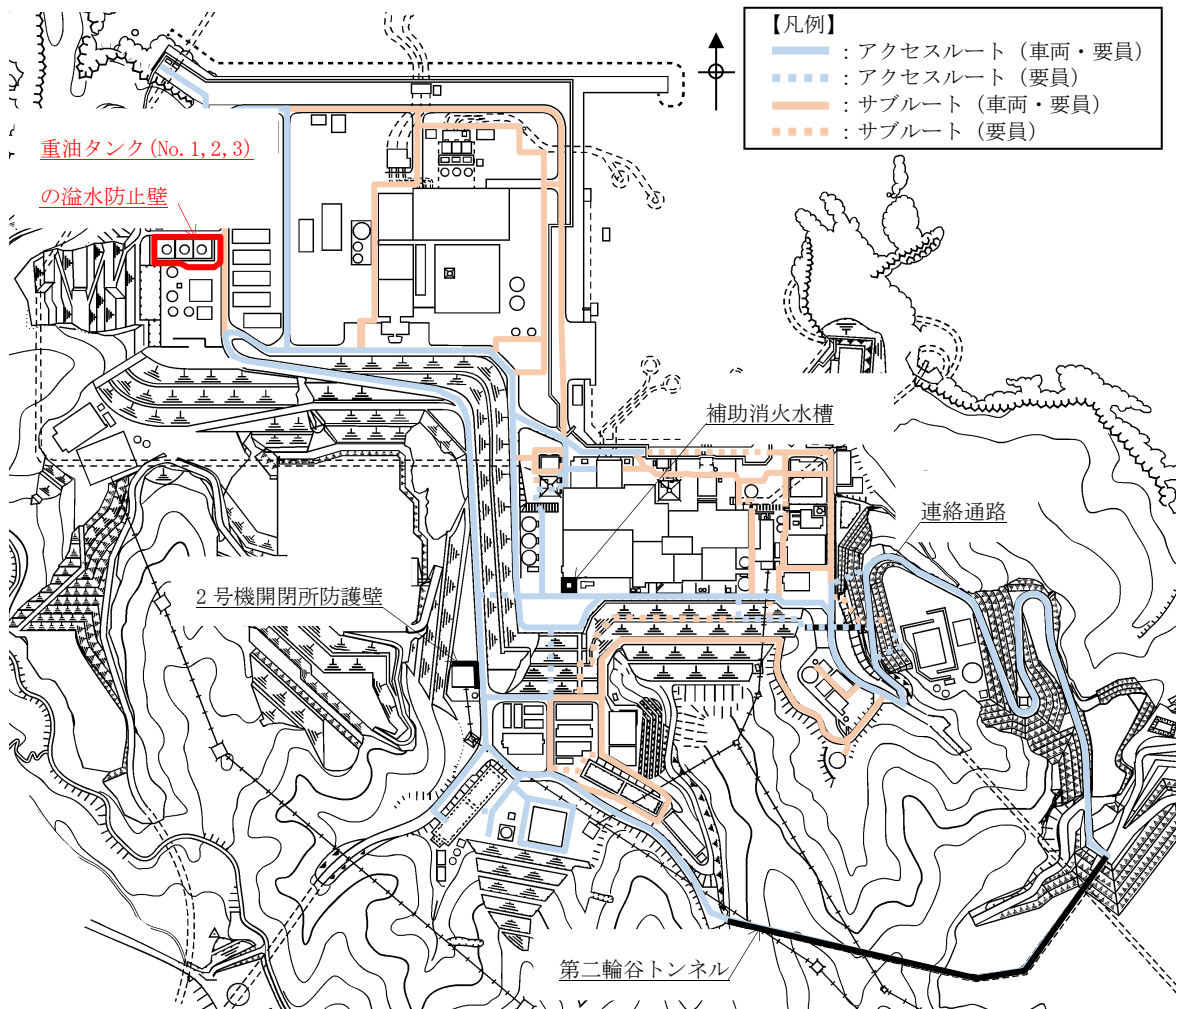 【凡例】
：アクセスルート（車両・要員）
：アクセスルート（要員）
：サブルート（車両・要員）
：サブルート（要員）
重油タンク(No.1,2,3)
の溢水防止壁
補助消火水槽
連絡通路
２号機開閉所防護壁
第二輪谷トンネル